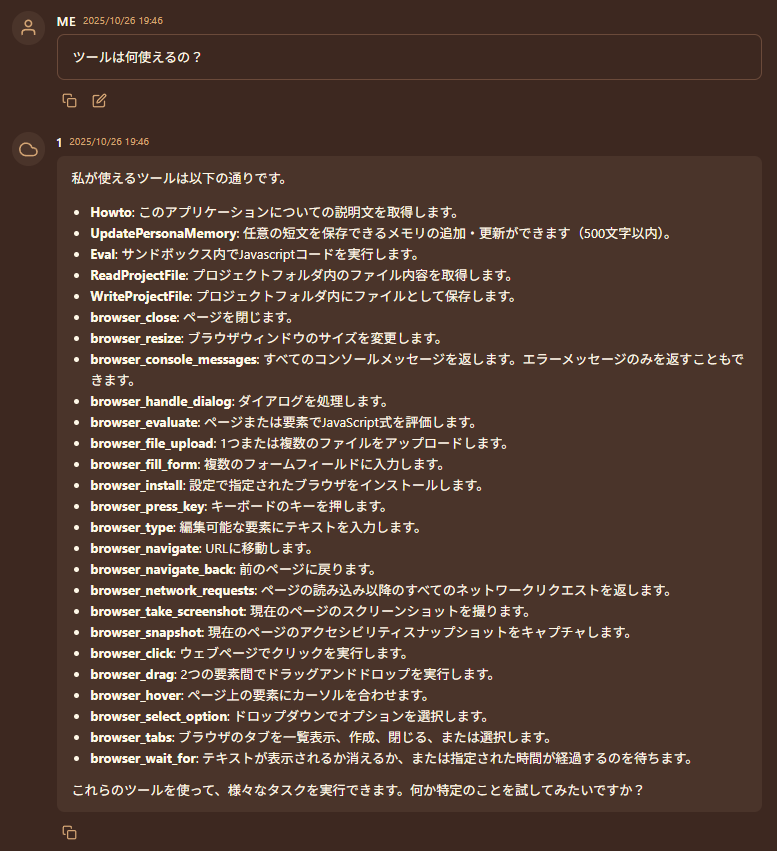 ME 2025/10/26 19:46
ツールは何使えるの？
1 2025/10/26 19:46
私が使えるツールは以下の通りです。
• Howto: このアプリケーションについての説明文を取得します。
• UpdatePersonaMemory: 任意の短文を保存できるメモリの追加・更新ができます（500文字以内）。
• Eval: サンドボックス内でJavascriptコードを実行します。
• ReadProjectFile: プロジェクトフォルダ内のファイル内容を取得します。
• WriteProjectFile: プロジェクトフォルダ内にファイルとして保存します。
• browser_close: ページを閉じます。
• browser_resize: ブラウザウィンドウのサイズを変更します。
• browser_console_messages: すべてのコンソールメッセージを返します。エラーメッセージのみを返すこともで
きます。
• browser_handle_dialog: ダイアログを処理します。
• browser_evaluate: ページまたは要素でJavaScript式を評価します。
• browser_file_upload: 1つまたは複数のファイルをアップロードします。
• browser_fill_form: 複数のフォームフィールドに入力します。
• browser_install: 設定で指定されたブラウザをインストールします。
• browser_press_key: キーボードのキーを押します。
• browser_type: 編集可能な要素にテキストを入力します。
• browser_navigate: URLに移動します。
• browser_navigate_back: 前のページに戻ります。
• browser_network_requests: ページの読み込み以降のすべてのネットワークリクエストを返します。
• browser_take_screenshot: 現在のページのスクリーンショットを撮ります。
• browser_snapshot: 現在のページのアクセシビリティスナップショットをキャプチャします。
• browser_click: ウェブページでクリックを実行します。
• browser_drag: 2つの要素間でドラッグアンドドロップを実行します。
• browser_hover: ページ上の要素にカーソルを合わせます。
• browser_select_option: ドロップダウンでオプションを選択します。
• browser_tabs: ブラウザのタブを一覧表示、作成、閉じる、または選択します。
• browser_wait_for: テキストが表示されるか消えるか、または指定された時間が経過するのを待ちます。
これらのツールを使って、様々なタスクを実行できます。何か特定のことを試してみたいですか？